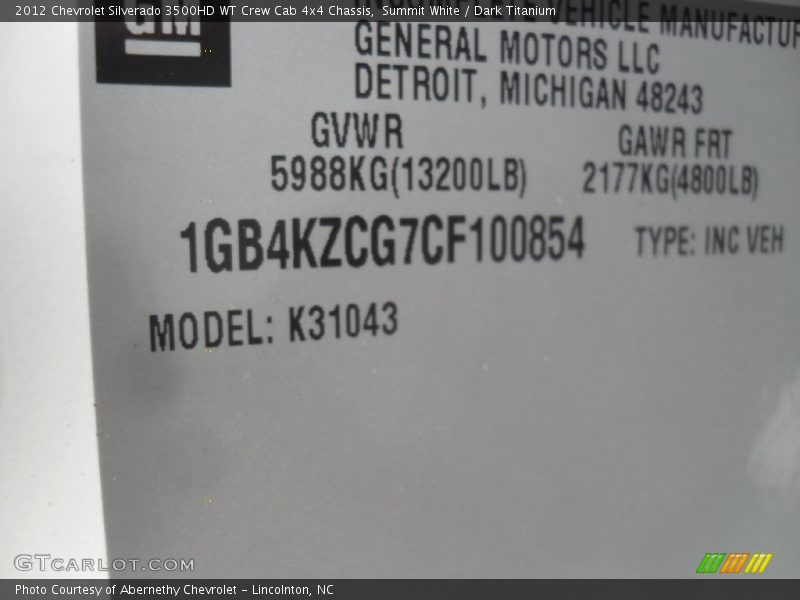 2012 Chevrolet Silverado 3500HD WT Crew Cab 4x4 Chassis, Summit White / Dark Titanium
GM
VEHICLE MANUFACTUR
GENERAL MOTORS LLC
DETROIT, MICHIGAN 48243
GVWR GAWR FRT
5988KG(13200LB) 2177KG(4800LB)
1GB4KZCG7CF100854 TYPE: INC VEH
MODEL: K31043
GTCARLOT.COM
Photo Courtesy of Abernethy Chevrolet – Lincolnton, NC